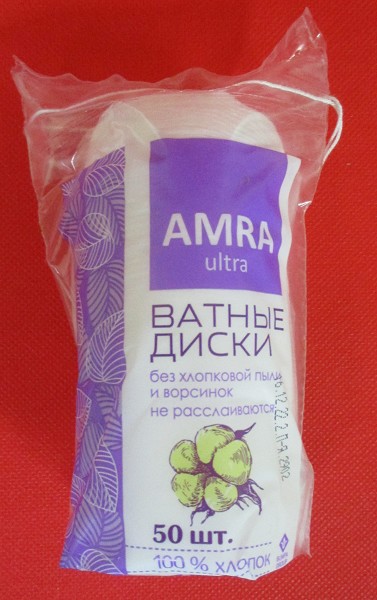 AMRA
ultra
ВАТНЫЕ
ДИСКИ
без хлопковой пыли
и ворсинок
не расслаиваются
50 шт.
100 % ХЛОПОК